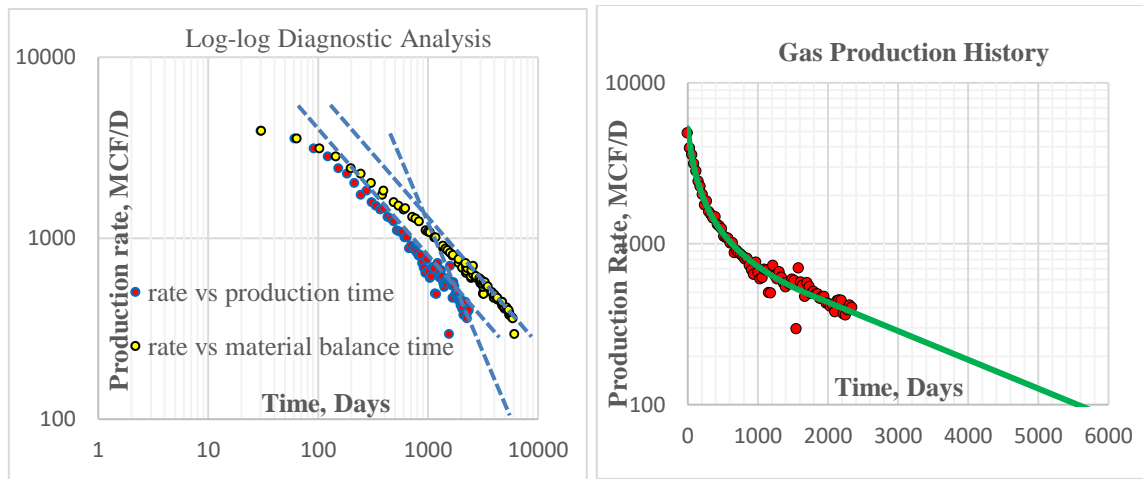 Log-log Diagnostic Analysis
10000
1000
100
Production rate, MCF/D
rate vs production time
rate vs material balance time
Time, Days
1 10 100 1000 10000
Gas Production History
10000
1000
100
Production Rate, MCF/D
Time, Days
0 1000 2000 3000 4000 5000 6000